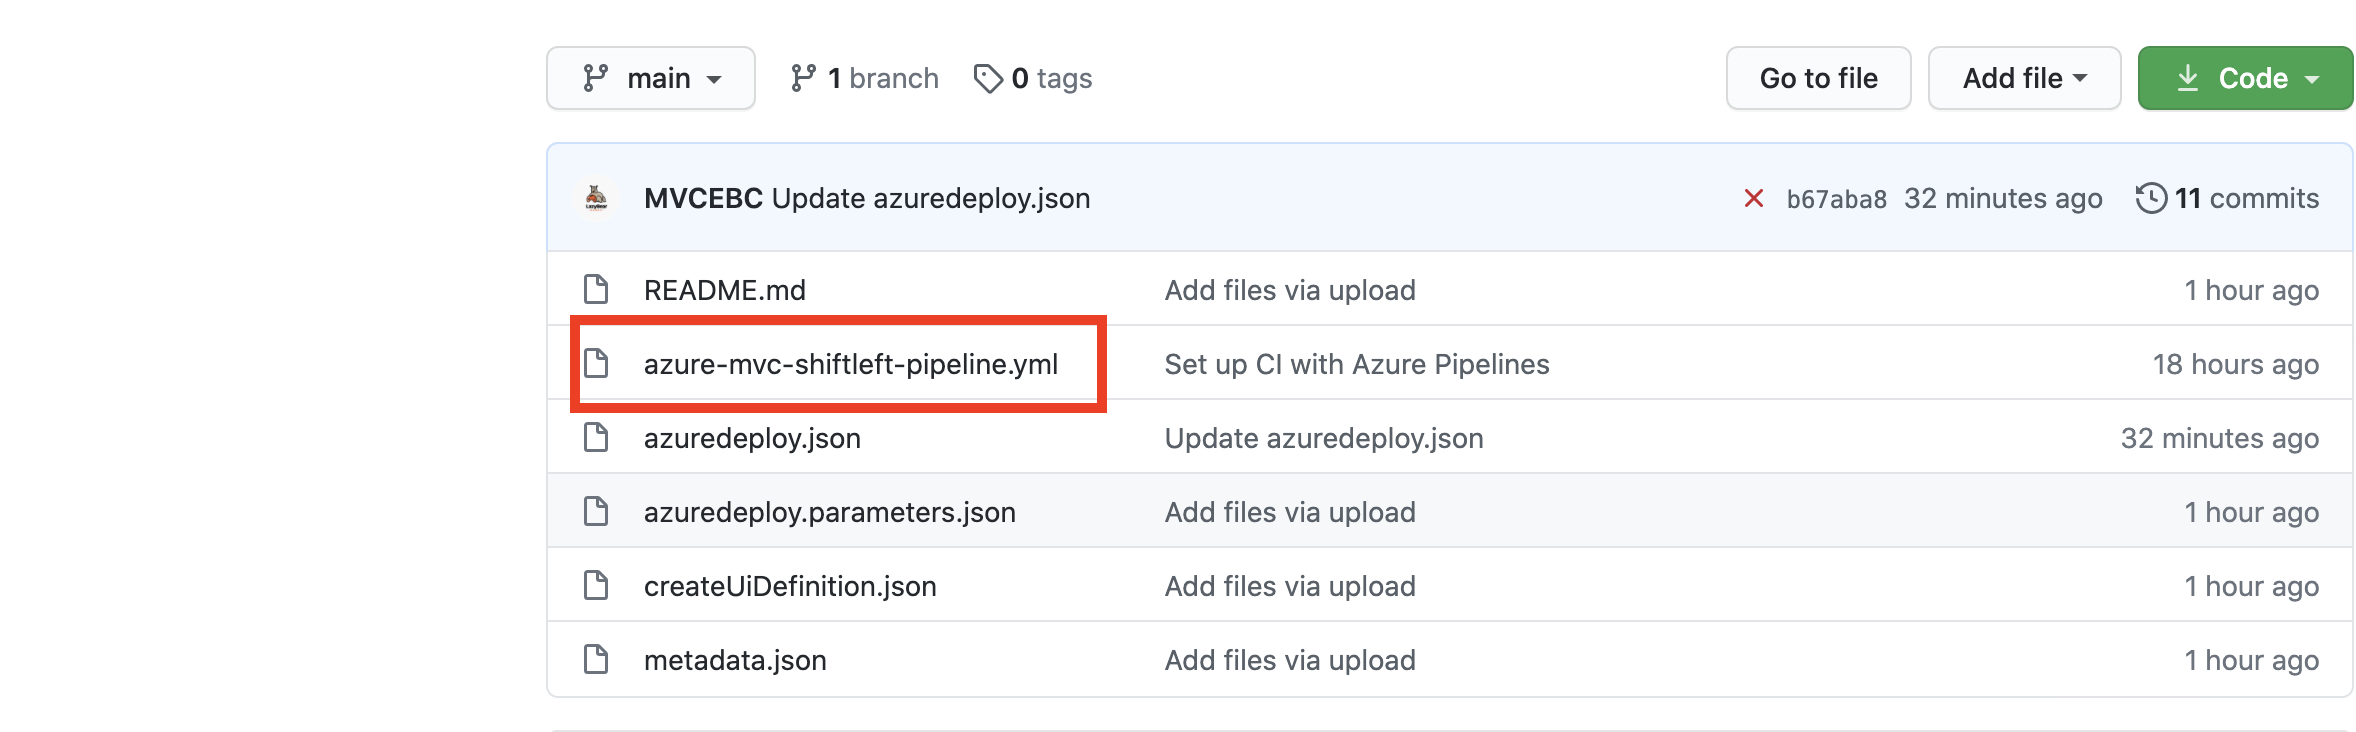 main 1 branch 0 tags Go to file Add file Code
MVCEBC Update azuredeploy.json b67aba8 32 minutes ago 11 commits
README.md Add files via upload 1 hour ago
azure-mvc-shiftleft-pipeline.yml Set up CI with Azure Pipelines 18 hours ago
azuredeploy.json Update azuredeploy.json 32 minutes ago
azuredeploy.parameters.json Add files via upload 1 hour ago
createUiDefinition.json Add files via upload 1 hour ago
metadata.json Add files via upload 1 hour ago